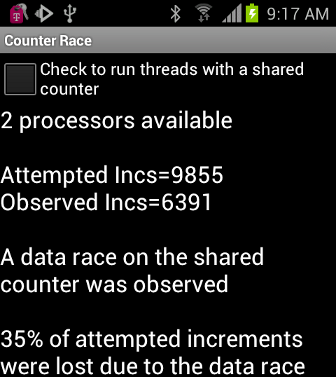 9:17 AM
Counter Race
Check to run threads with a shared
counter
2 processors available
Attempted Incs=9855
Observed Incs=6391
A data race on the shared
counter was observed
35% of attempted increments
were lost due to the data race